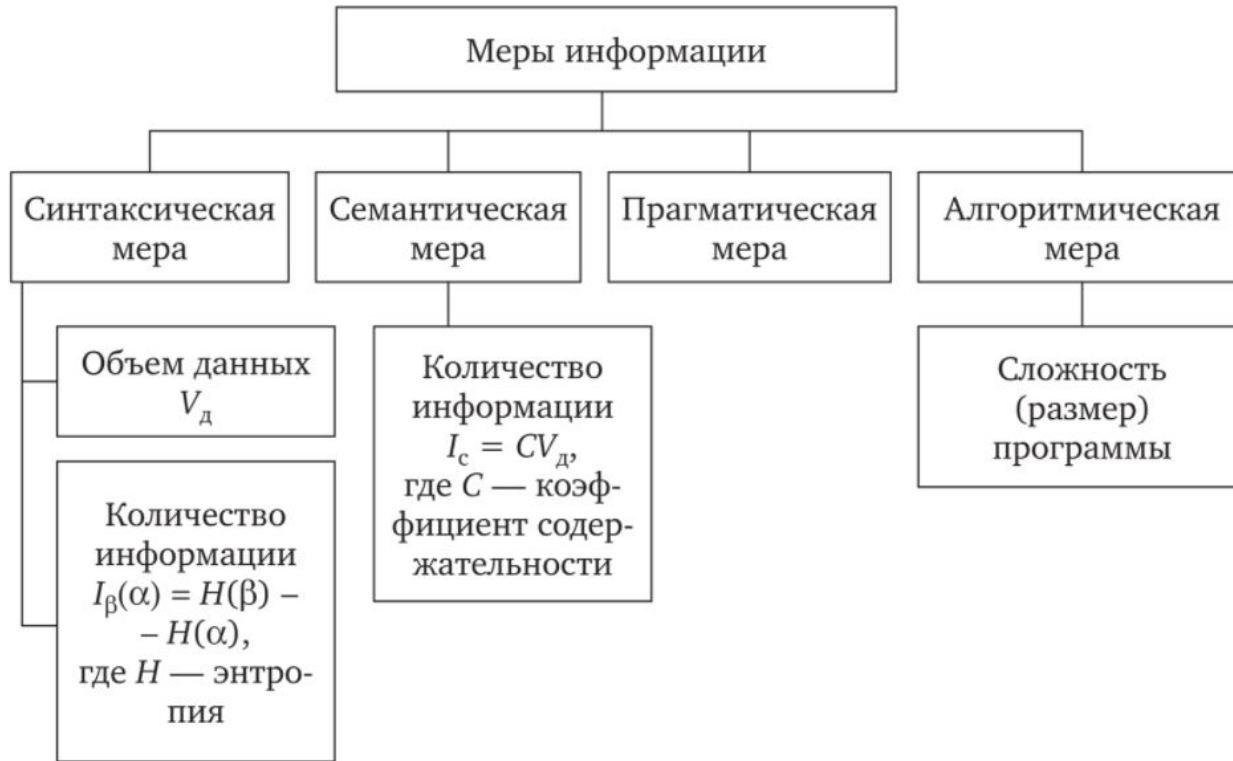 Меры информации
Синтаксическая
мера
Семантическая
мера
Прагматическая
мера
Алгоритмическая
мера
Объем данных
Vд
Количество
информации
Iβ(α) = H(β) –
– H(α),
где H — энтро-
пия
Количество
информации
Iс = CVд,
где C — коэф-
фициент содер-
жательности
Сложность
(размер)
программы